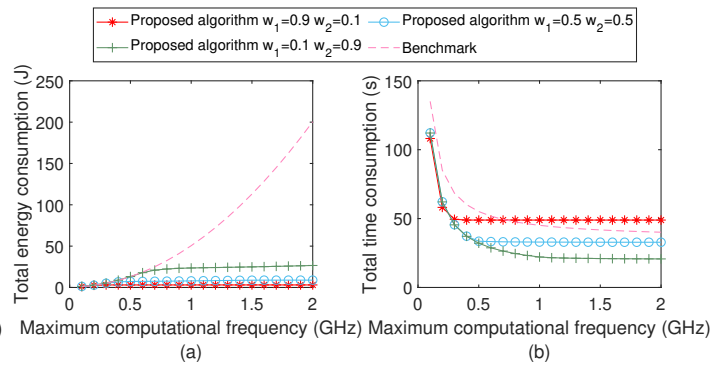 Proposed algorithm w₁=0.9 w₂=0.1
Proposed algorithm w₁=0.5 w₂=0.5
Proposed algorithm w₁=0.1 w₂=0.9
Benchmark
Total energy consumption (J)
250
200
150
100
50
0
0
0.5
1
1.5
2
Maximum computational frequency (GHz)
(a)
Total time consumption (s)
150
100
50
0
0
0.5
1
1.5
2
Maximum computational frequency (GHz)
(b)